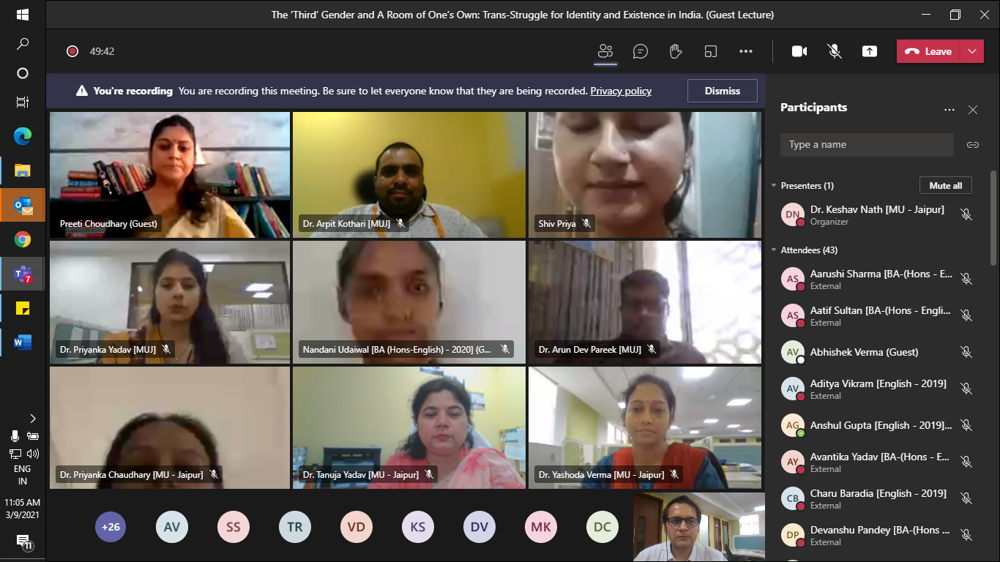 The ‘Third’ Gender and A Room of One’s Own: Trans-Struggle for Identity and Existence in India. (Guest Lecture)
49:42
Leave
You're recording You are recording this meeting. Be sure to let everyone know that they are being recorded. Privacy policy
Dismiss
Preeti Choudhary (Guest)
Dr. Arpit Kothari [MUJ]
Shiv Priya
Dr. Priyanka Yadav [MUJ]
Nandani Udaiwal [BA (Hons-English) - 2020] (G...
Dr. Arun Dev Pareek [MUJ]
Dr. Priyanka Chaudhary [MU - Jaipur]
Dr. Tanuja Yadav [MU - Jaipur]
Dr. Yashoda Verma [MU - Jaipur]
+26
AV
SS
TR
VD
KS
DV
MK
DC
Participants
Type a name
Presenters (1)
Mute all
DN
Dr. Keshav Nath [MU - Jaipur]
Organizer
Attendees (43)
AS
Aarushi Sharma [BA-(Hons - E...
External
AS
Aatif Sultan [BA-(Hons - Engli...
External
AV
Abhishek Verma (Guest)
AV
Aditya Vikram [English - 2019]
External
AG
Anshul Gupta [English - 2019]...
AY
Avantika Yadav [BA-(Hons - E...
External
CB
Charu Baradia [English - 2019]
External
DP
Devanshu Pandey [BA-(Hons ...
External
7
ENG
IN
11:05 AM
3/9/2021
11